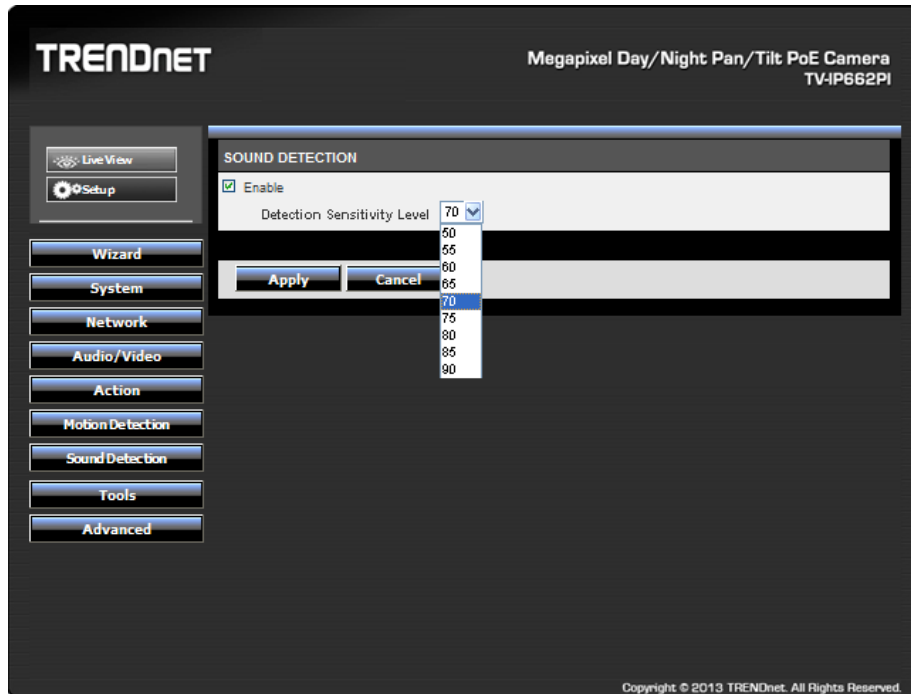 TRENDNET
Megapixel Day/Night Pan/Tilt PoE Camera
TV-IP662PI
Live View
Setup
Wizard
System
Network
Audio/Video
Action
Motion Detection
Sound Detection
Tools
Advanced
SOUND DETECTION
Enable
Detection Sensitivity Level 70
50
55
60
65
70
75
80
85
90
Apply Cancel
Copyright © 2013 TRENDnet. All Rights Reserved.